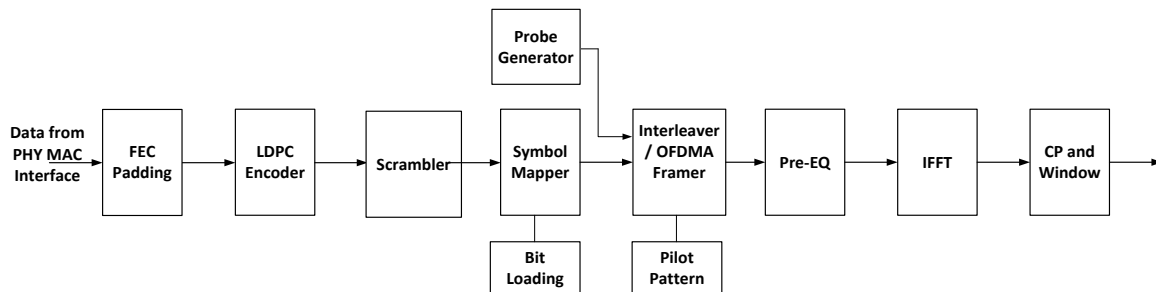 Probe
Generator
Data from
PHY MAC
Interface
FEC
Padding
LDPC
Encoder
Scrambler
Symbol
Mapper
Interleaver
/ OFDMA
Framer
Pre-EQ
IFFT
CP and
Window
Bit
Loading
Pilot
Pattern